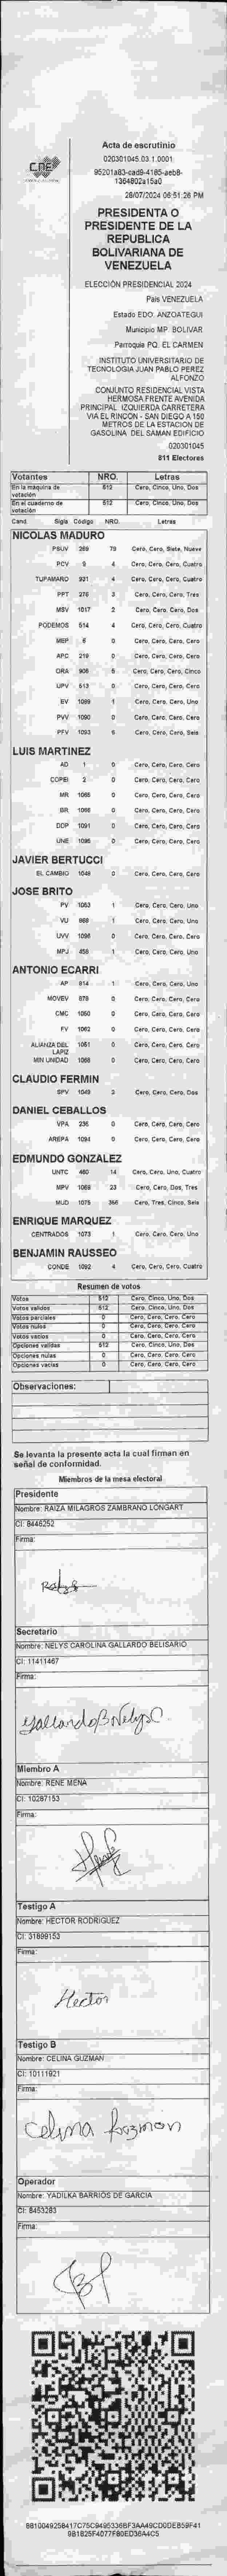 CNE
Acta de escrutinio
020301045.03.1.0001
95201a83-cad9-4185-aeb8-
1364802a15a0
28/07/2024 06:51:26 PM
PRESIDENTA O
PRESIDENTE DE LA
REPUBLICA
BOLIVARIANA DE
VENEZUELA
ELECCIÓN PRESIDENCIAL 2024
País VENEZUELA
Estado EDO. ANZOATEGUI
Municipio MP. BOLIVAR
Parroquia PQ. EL CARMEN
INSTITUTO UNIVERSITARIO DE
TECNOLOGIA JUAN PABLO PEREZ
ALFONZO
CONJUNTO RESIDENCIAL VISTA
HERMOSA FRENTE AVENIDA
PRINCIPAL. IZQUIERDA CARRETERA
VIA EL RINCON - SAN DIEGO A 150
METROS DE LA ESTACION DE
GASOLINA DEL SAMAN EDIFICIO
020301045
811 Electores
Votantes NRO. Letras
En la máquina de votación 512 Cero, Cinco, Uno, Dos
En el cuaderno de votación 512 Cero, Cinco, Uno, Dos
Cand. Sigla Código NRO. Letras
NICOLAS MADURO
PSUV 269 79 Cero, Cero, Siete, Nueve
PCV 9 4 Cero, Cero, Cero, Cuatro
TUPAMARO 931 4 Cero, Cero, Cero, Cuatro
PPT 276 3 Cero, Cero, Cero, Tres
MSV 1017 2 Cero, Cero, Cero, Dos
PODEMOS 514 4 Cero, Cero, Cero, Cuatro
MEP 6 0 Cero, Cero, Cero, Cero
APC 219 0 Cero, Cero, Cero, Cero
ORA 906 5 Cero, Cero, Cero, Cinco
UPV 613 0 Cero, Cero, Cero, Cero
EV 1089 1 Cero, Cero, Cero, Uno
PVV 1090 0 Cero, Cero, Cero, Cero
PFV 1093 6 Cero, Cero, Cero, Seis
LUIS MARTINEZ
AD 1 0 Cero, Cero, Cero, Cero
COPEI 2 0 Cero, Cero, Cero, Cero
MR 1065 0 Cero, Cero, Cero, Cero
BR 1066 0 Cero, Cero, Cero, Cero
DDP 1091 0 Cero, Cero, Cero, Cero
UNE 1096 0 Cero, Cero, Cero, Cero
JAVIER BERTUCCI
EL CAMBIO 1048 0 Cero, Cero, Cero, Cero
JOSE BRITO
PV 1053 1 Cero, Cero, Cero, Uno
VU 868 1 Cero, Cero, Cero, Uno
UVV 1096 0 Cero, Cero, Cero, Cero
MPJ 455 1 Cero, Cero, Cero, Uno
ANTONIO ECARRI
AP 814 1 Cero, Cero, Cero, Uno
MOVEV 879 0 Cero, Cero, Cero, Cero
CMC 1050 0 Cero, Cero, Cero, Cero
FV 1062 0 Cero, Cero, Cero, Cero
ALIANZA DEL LAPIZ 1051 0 Cero, Cero, Cero, Cero
MIN UNIDAD 1068 0 Cero, Cero, Cero, Cero
CLAUDIO FERMIN
SPV 1049 2 Cero, Cero, Cero, Dos
DANIEL CEBALLOS
VPA 236 0 Cero, Cero, Cero, Cero
AREPA 1094 0 Cero, Cero, Cero, Cero
EDMUNDO GONZALEZ
UNTC 480 14 Cero, Cero, Uno, Cuatro
MPV 1069 23 Cero, Cero, Dos, Tres
MUD 1075 356 Cero, Tres, Cinco, Seis
ENRIQUE MARQUEZ
CENTRADOS 1073 1 Cero, Cero, Cero, Uno
BENJAMIN RAUSSEO
CONDE 1092 4 Cero, Cero, Cero, Cuatro
Resumen de votos
Votos 512 Cero, Cinco, Uno, Dos
Votos validos 512 Cero, Cinco, Uno, Dos
Votos parciales 0 Cero, Cero, Cero, Cero
Votos nulos 0 Cero, Cero, Cero, Cero
Votos vacios 0 Cero, Cero, Cero, Cero
Opciones validas 512 Cero, Cinco, Uno, Dos
Opciones nulas 0 Cero, Cero, Cero, Cero
Opciones vacias 0 Cero, Cero, Cero, Cero
Observaciones:
Se levanta la presente acta la cual firman en
señal de conformidad.
Miembros de la mesa electoral
Presidente
Nombre: RAIZA MILAGROS ZAMBRANO LONGART
CI: 8446252
Firma:
Secretario
Nombre: NELYS CAROLINA GALLARDO BELISARIO
CI: 11411467
Firma:
GallardoBNelysC
Miembro A
Nombre: RENE MENA
CI: 10287153
Firma:
Testigo A
Nombre: HECTOR RODRIGUEZ
CI: 31899153
Firma:
Hector
Testigo B
Nombre: CELINA GUZMAN
CI: 10111921
Firma:
Celina Guzman
Operador
Nombre: YADILKA BARRIOS DE GARCIA
CI: 8453283
Firma:
8810049258417C75C9495336BF3AA49CD0DEB59F41
9B1825F4077F80ED36A4C5